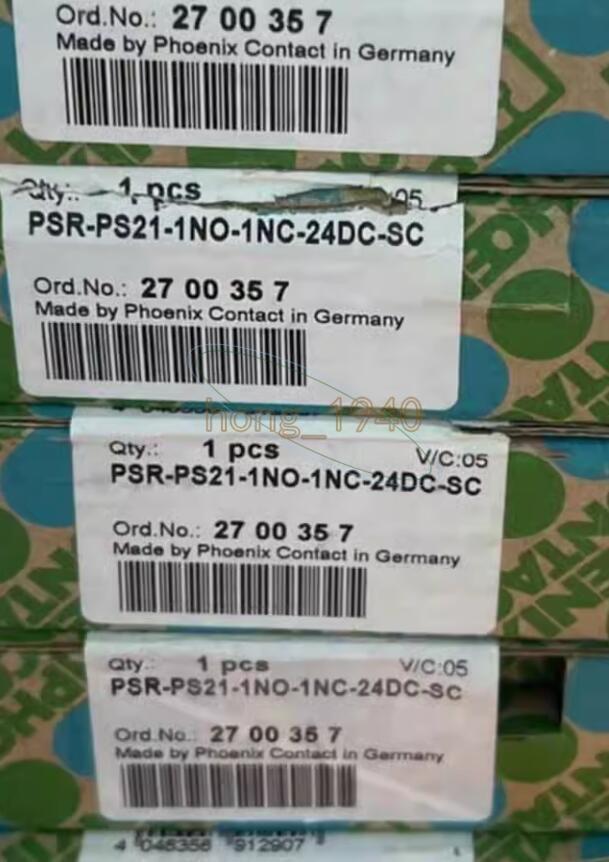 Ord.No.: 27 00 35 7
Made by Phoenix Contact in Germany
Qty.: 1 pcs 05
PSR-PS21-1NO-1NC-24DC-SC
Ord.No.: 27 00 35 7
Made by Phoenix Contact in Germany
hong_1940
Qty.: 1 pcs V/C:05
PSR-PS21-1NO-1NC-24DC-SC
Ord.No.: 27 00 35 7
Made by Phoenix Contact in Germany
Qty.: 1 pcs V/C:05
PSR-PS21-1NO-1NC-24DC-SC
Ord.No.: 27 00 35 7
Made by Phoenix Contact in Germany
4 046356 912907